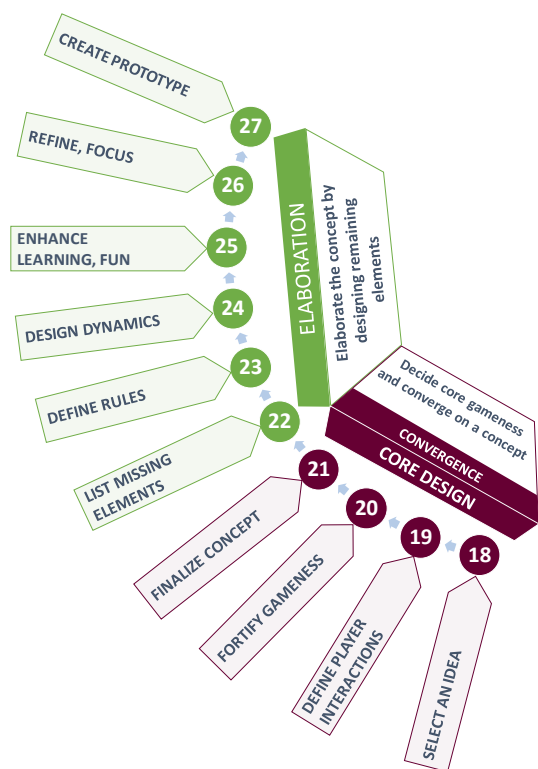 CREATE PROTOTYPE
27
REFINE, FOCUS
26
ENHANCE
LEARNING, FUN
25
DESIGN DYNAMICS
24
DEFINE RULES
23
LIST MISSING
ELEMENTS
22
ELABORATION
Elaborate the concept by
designing remaining
elements
Decide core gameness
and converge on a concept
CONVERGENCE
CORE DESIGN
21
FINALIZE CONCEPT
20
FORTIFY GAMENESS
19
DEFINE PLAYER
INTERACTIONS
18
SELECT AN IDEA